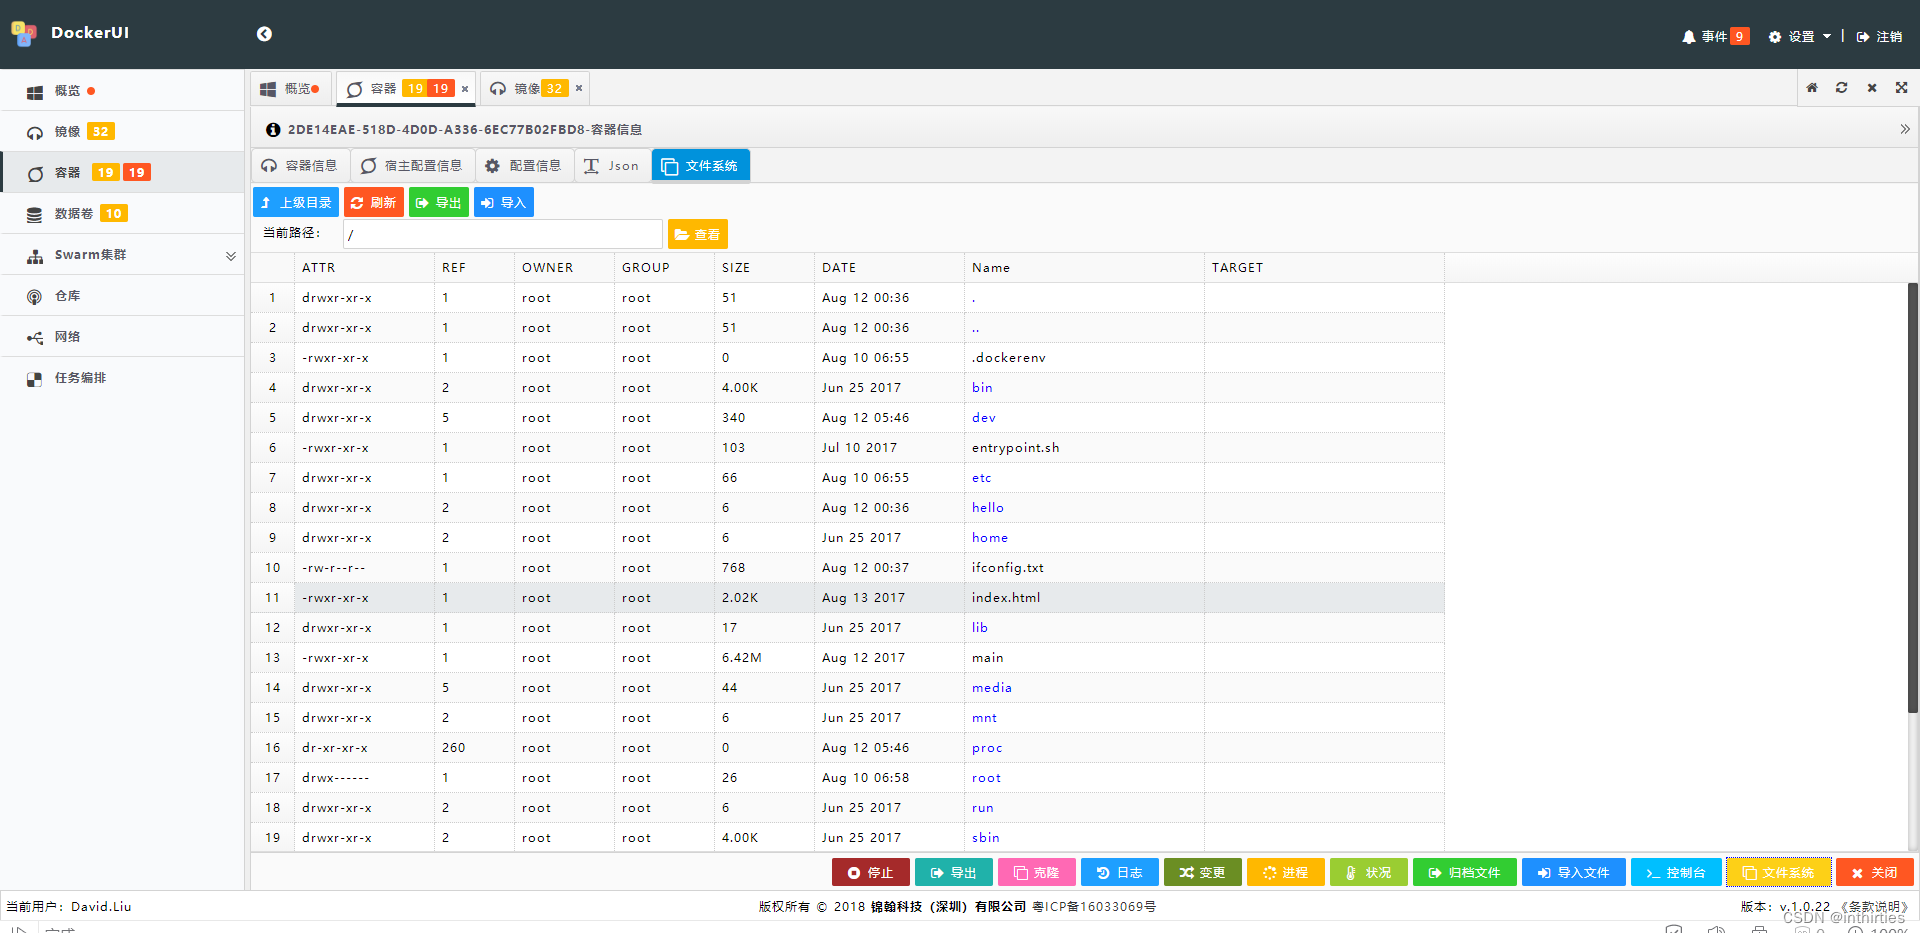 DockerUI
事件 9 设置 | 注销
概览
镜像 32
容器 19 19
数据卷 10
Swarm集群
仓库
网络
任务编排
概览 容器 19 19 × 镜像 32 ×
2DE14EAE-518D-4D0D-A336-6EC77B02FBD8-容器信息
容器信息 宿主配置信息 配置信息 Json 文件系统
上级目录 刷新 导出 导入
当前路径: / 查看
ATTR REF OWNER GROUP SIZE DATE Name TARGET
1 drwxr-xr-x 1 root root 51 Aug 12 00:36 .
2 drwxr-xr-x 1 root root 51 Aug 12 00:36 ..
3 -rwxr-xr-x 1 root root 0 Aug 10 06:55 .dockerenv
4 drwxr-xr-x 2 root root 4.00K Jun 25 2017 bin
5 drwxr-xr-x 5 root root 340 Aug 12 05:46 dev
6 -rwxr-xr-x 1 root root 103 Jul 10 2017 entrypoint.sh
7 drwxr-xr-x 1 root root 66 Aug 10 06:55 etc
8 drwxr-xr-x 2 root root 6 Aug 12 00:36 hello
9 drwxr-xr-x 2 root root 6 Jun 25 2017 home
10 -rw-r--r-- 1 root root 768 Aug 12 00:37 ifconfig.txt
11 -rwxr-xr-x 1 root root 2.02K Aug 13 2017 index.html
12 drwxr-xr-x 1 root root 17 Jun 25 2017 lib
13 -rwxr-xr-x 1 root root 6.42M Aug 12 2017 main
14 drwxr-xr-x 5 root root 44 Jun 25 2017 media
15 drwxr-xr-x 2 root root 6 Jun 25 2017 mnt
16 dr-xr-xr-x 260 root root 0 Aug 12 05:46 proc
17 drwx------ 1 root root 26 Aug 10 06:58 root
18 drwxr-xr-x 2 root root 6 Jun 25 2017 run
19 drwxr-xr-x 2 root root 4.00K Jun 25 2017 sbin
停止 导出 克隆 日志 变更 进程 状况 归档文件 导入文件 控制台 文件系统 关闭
当前用户: David.Liu 版权所有 © 2018 锦翰科技（深圳）有限公司 粤ICP备16033069号 版本: v.1.0.22 《条款说明》
CSDN @inthirties